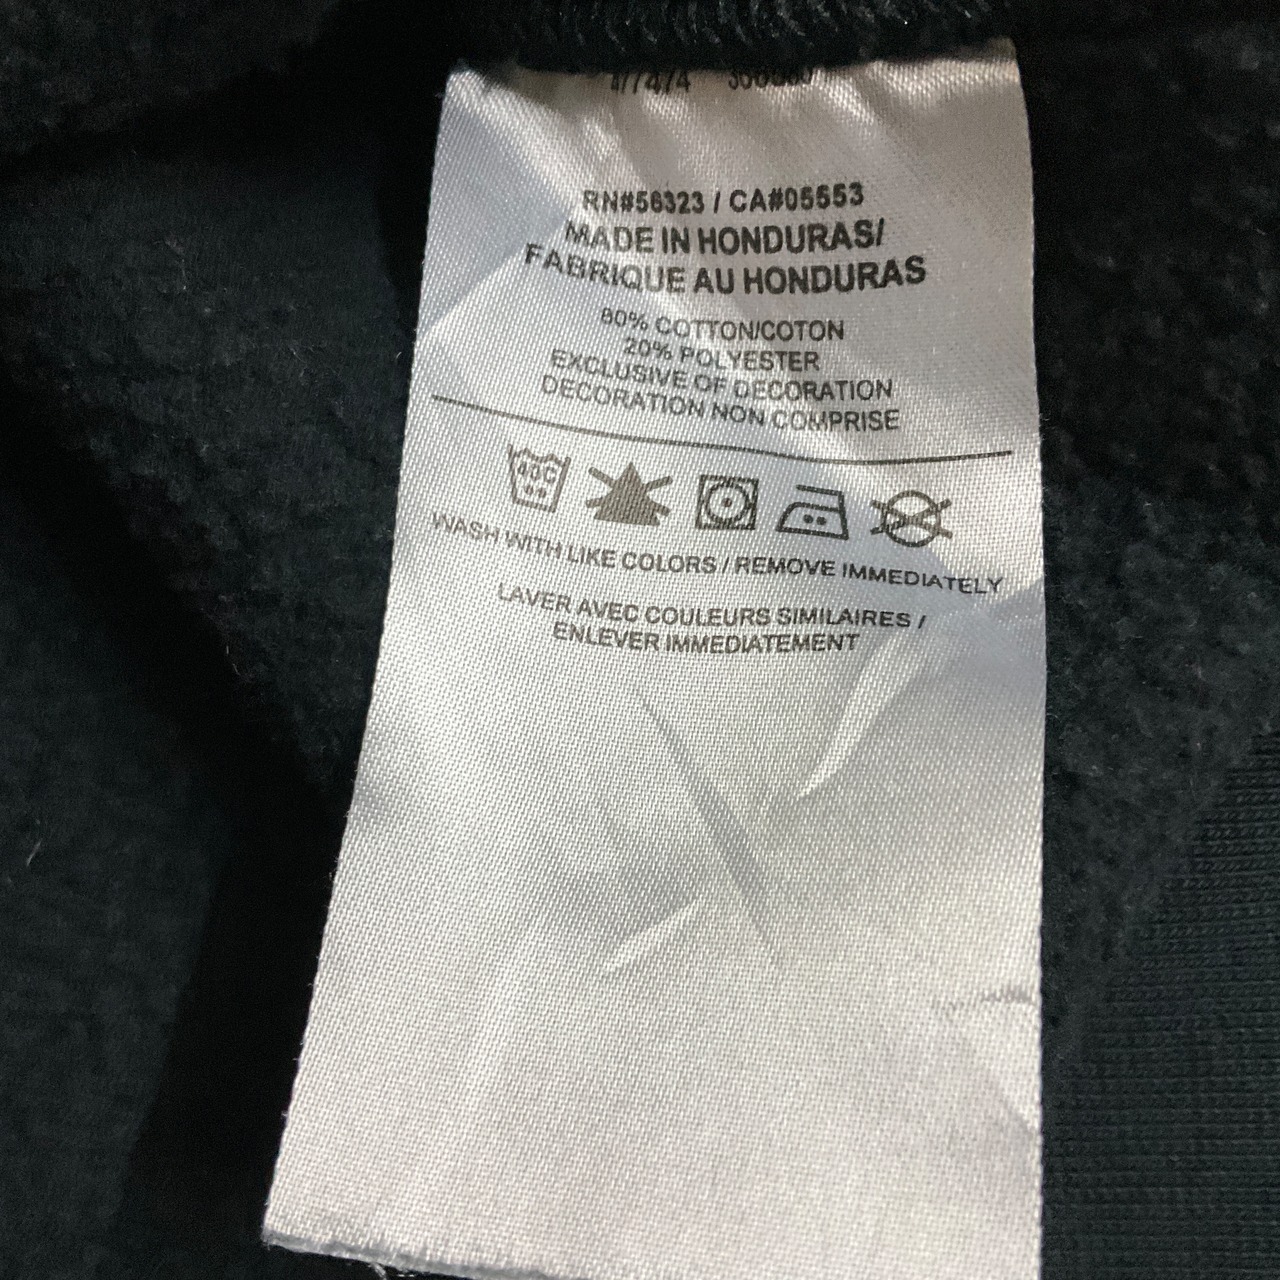 RN#56323 / CA#05553
MADE IN HONDURAS/
FABRIQUE AU HONDURAS
80% COTTON/COTON
20% POLYESTER
EXCLUSIVE OF DECORATION
DECORATION NON COMPRISE
40C
WASH WITH LIKE COLORS / REMOVE IMMEDIATELY
LAVER AVEC COULEURS SIMILAIRES /
ENLEVER IMMEDIATEMENT